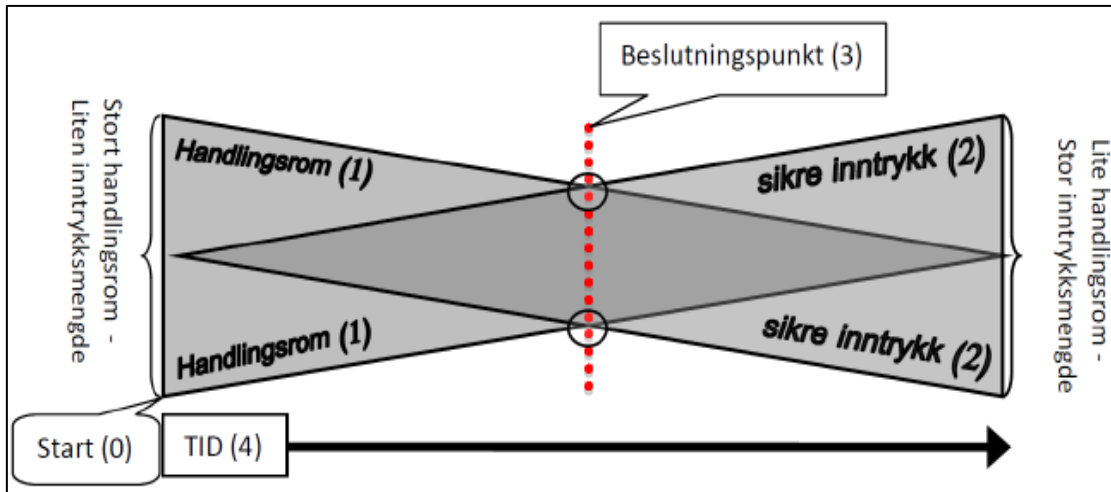 Beslutningspunkt (3)
Stort handlingsrom -
Liten inntrykksmengde
Handlingsrom (1)
sikre inntrykk (2)
Lite handlingsrom -
Stor inntrykksmengde
Handlingsrom (1)
sikre inntrykk (2)
Start (0)
TID (4)